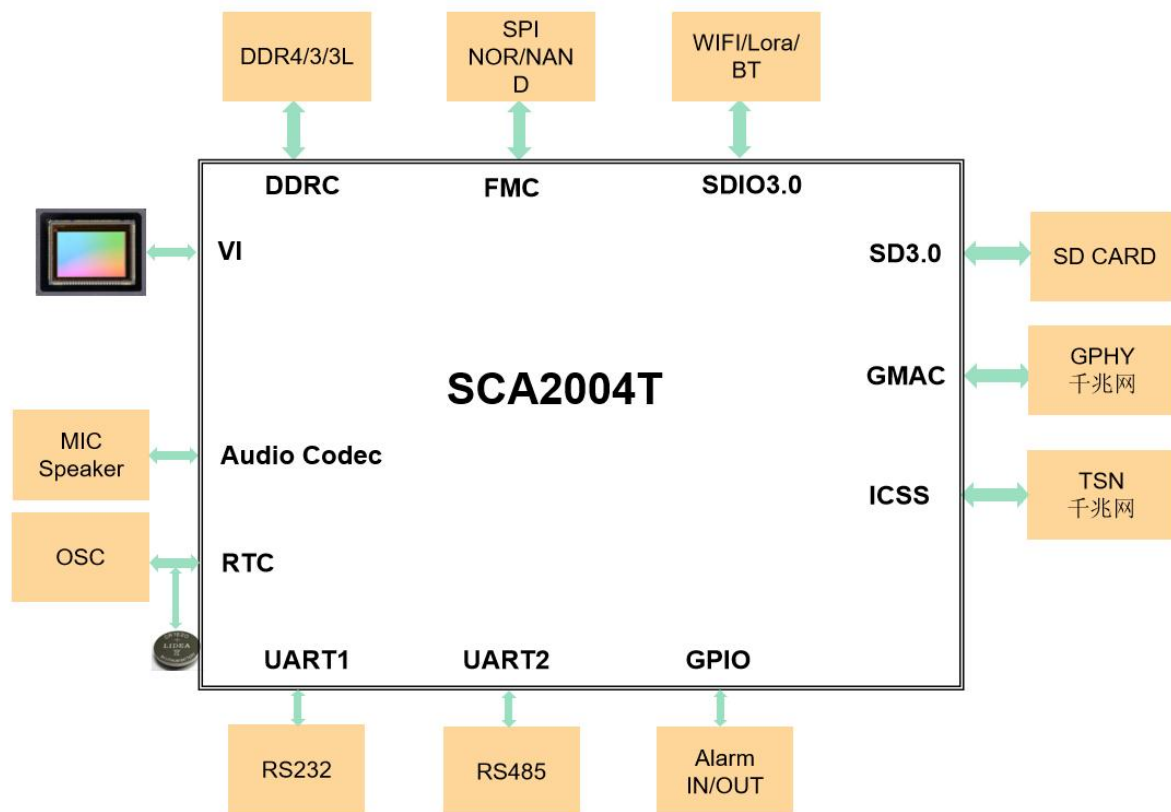 DDR4/3/3L
SPI
NOR/NAN
D
WIFI/Lora/
BT
DDRC
FMC
SDIO3.0
VI
SD3.0
SD CARD
SCA2004T
GMAC
GPHY
千兆网
MIC
Speaker
Audio Codec
ICSS
TSN
千兆网
OSC
RTC
LIDEA
UART1
UART2
GPIO
RS232
RS485
Alarm
IN/OUT